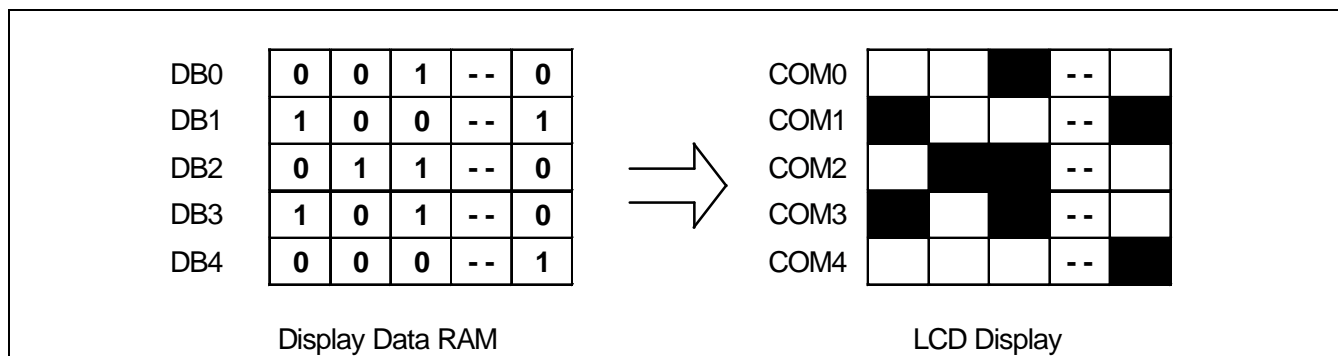 DB0 0 0 1 - - 0 COM0 - -
DB1 1 0 0 - - 1 COM1 - -
DB2 0 1 1 - - 0 COM2 - -
DB3 1 0 1 - - 0 COM3 - -
DB4 0 0 0 - - 1 COM4 - -
Display Data RAM LCD Display